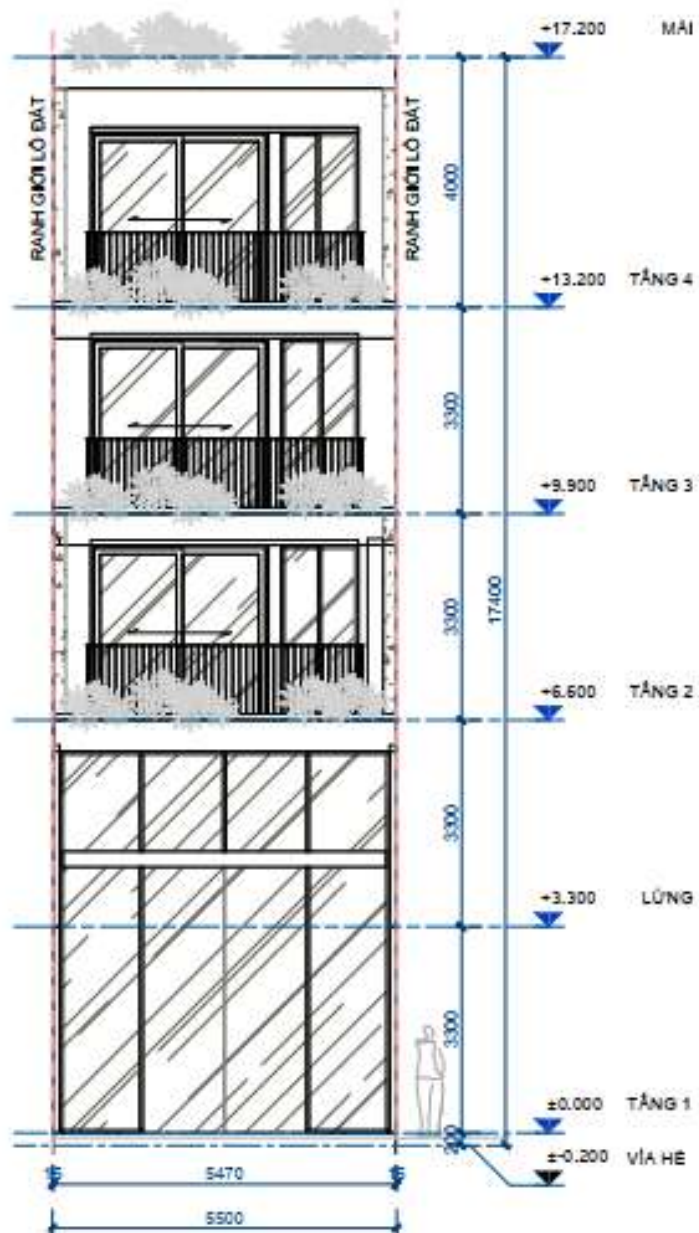 +17.200 MÁI
RANH GIỚI LÔ ĐẤT
RANH GIỚI LÔ ĐẤT
4000
+13.200 TẦNG 4
3300
+9.900 TẦNG 3
3300
17400
+6.600 TẦNG 2
3300
+3.300 LỬNG
3300
±0.000 TẦNG 1
200
±-0.200 VỈA HÈ
15 5470 15
5500